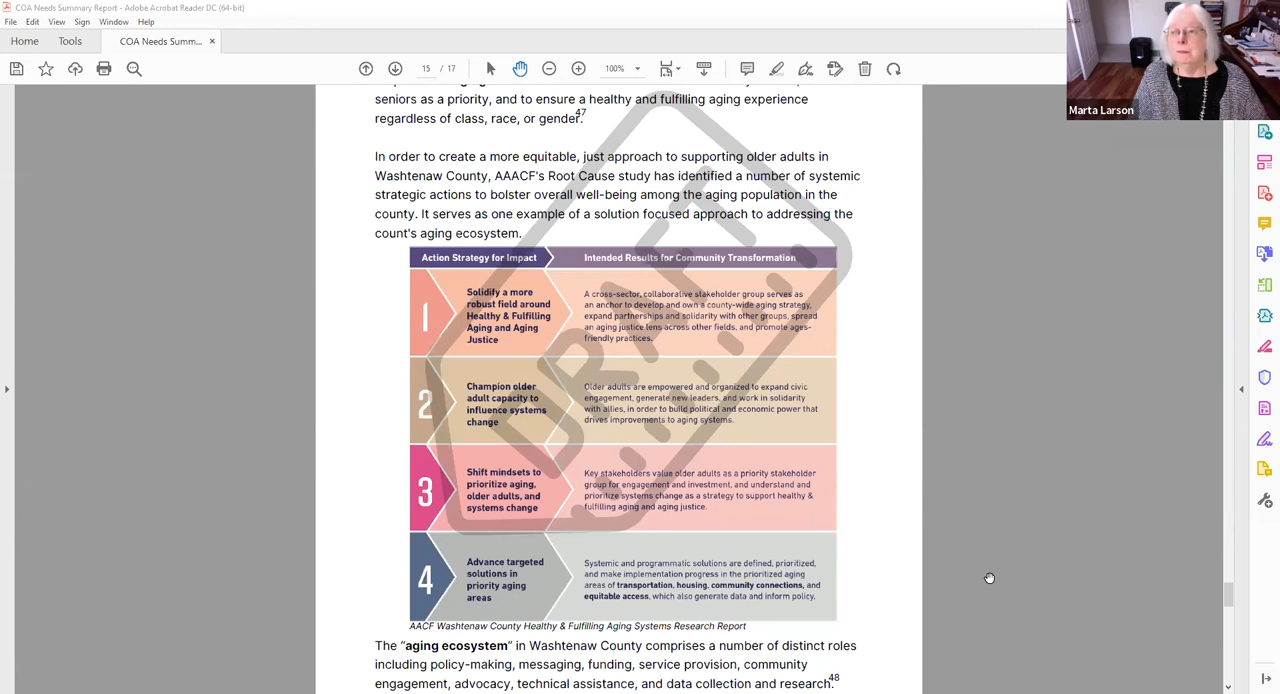 COA Needs Summary Report - Adobe Acrobat Reader DC (64-bit)
File Edit View Sign Window Help
Home Tools COA Needs Summ... ×
15 / 17 100%
Marta Larson
seniors as a priority, and to ensure a healthy and fulfilling aging experience
regardless of class, race, or gender.47
In order to create a more equitable, just approach to supporting older adults in
Washtenaw County, AAACF's Root Cause study has identified a number of systemic
strategic actions to bolster overall well-being among the aging population in the
county. It serves as one example of a solution focused approach to addressing the
count's aging ecosystem.
DRAFT
Action Strategy for Impact Intended Results for Community Transformation
1
Solidify a more
robust field around
Healthy & Fulfilling
Aging and Aging
Justice
A cross-sector, collaborative stakeholder group serves as
an anchor to develop and own a county-wide aging strategy,
expand partnerships and solidarity with other groups, spread
an aging justice lens across other fields, and promote ages-
friendly practices.
2
Champion older
adult capacity to
influence systems
change
Older adults are empowered and organized to expand civic
engagement, generate new leaders, and work in solidarity
with allies, in order to build political and economic power that
drives improvements to aging systems.
3
Shift mindsets to
prioritize aging,
older adults, and
systems change
Key stakeholders value older adults as a priority stakeholder
group for engagement and investment, and understand and
prioritize systems change as a strategy to support healthy &
fulfilling aging and aging justice.
4
Advance targeted
solutions in
priority aging
areas
Systemic and programmatic solutions are defined, prioritized,
and make implementation progress in the prioritized aging
areas of transportation, housing, community connections, and
equitable access, which also generate data and inform policy.
AACF Washtenaw County Healthy & Fulfilling Aging Systems Research Report
The “aging ecosystem” in Washtenaw County comprises a number of distinct roles
including policy-making, messaging, funding, service provision, community
engagement, advocacy, technical assistance, and data collection and research.48